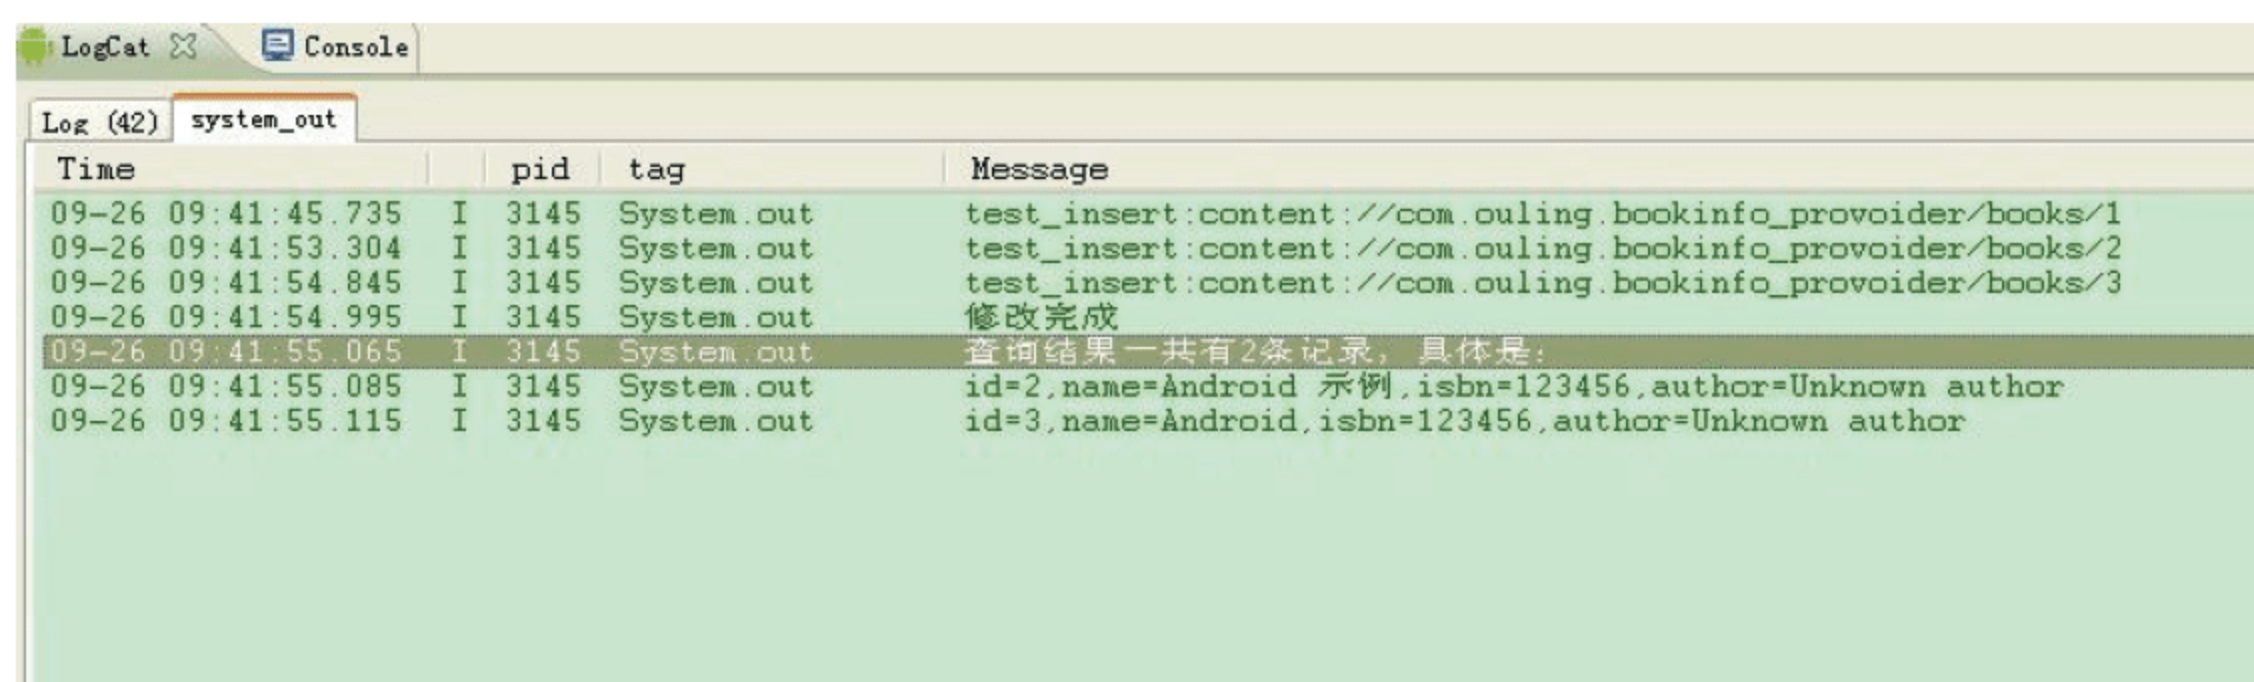 LogCat Console
Log (42) system_out
Time pid tag Message
09-26 09:41:45.735 I 3145 System.out test_insert:content://com.ouling.bookinfo_provoider/books/1
09-26 09:41:53.304 I 3145 System.out test_insert:content://com.ouling.bookinfo_provoider/books/2
09-26 09:41:54.845 I 3145 System.out test_insert:content://com.ouling.bookinfo_provoider/books/3
09-26 09:41:54.995 I 3145 System.out 修改完成
09-26 09:41:55.065 I 3145 System.out 查询结果一共有2条记录，具体是:
09-26 09:41:55.085 I 3145 System.out id=2,name=Android 示例,isbn=123456,author=Unknown author
09-26 09:41:55.115 I 3145 System.out id=3,name=Android,isbn=123456,author=Unknown author